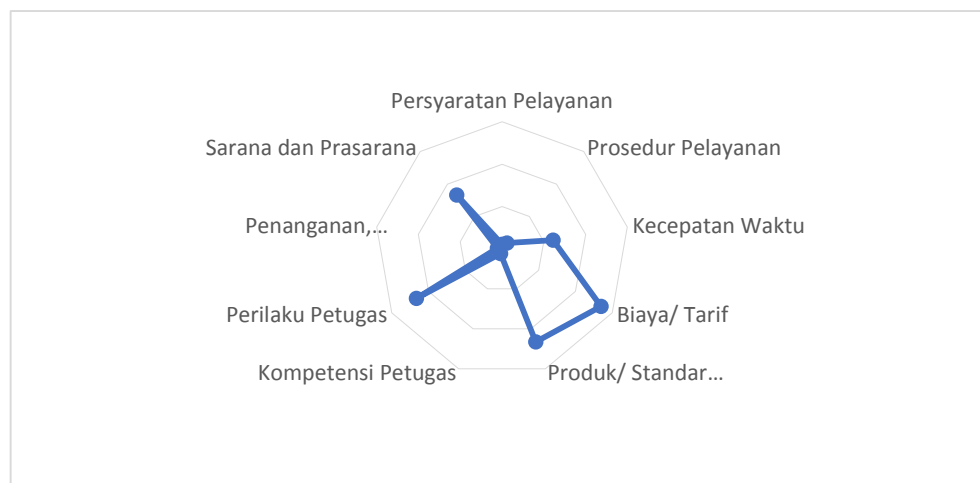 Persyaratan Pelayanan
Prosedur Pelayanan
Kecepatan Waktu
Biaya/ Tarif
Produk/ Standar...
Kompetensi Petugas
Perilaku Petugas
Penanganan,...
Sarana dan Prasarana